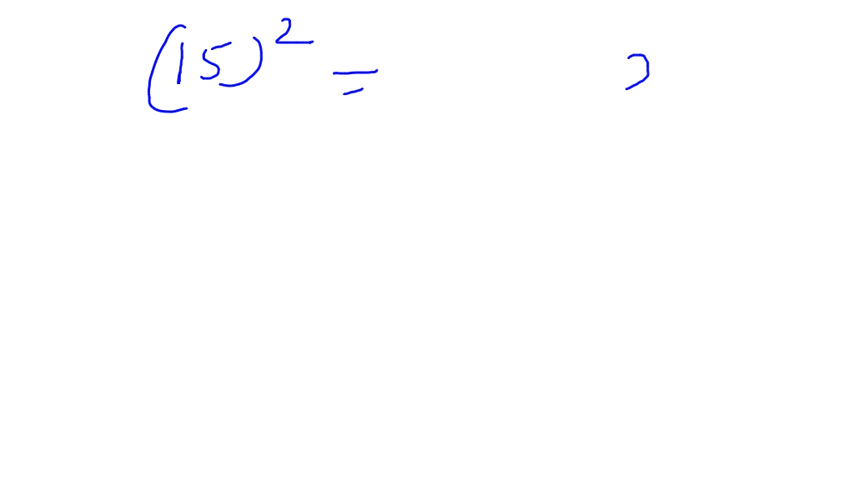 (15)² =